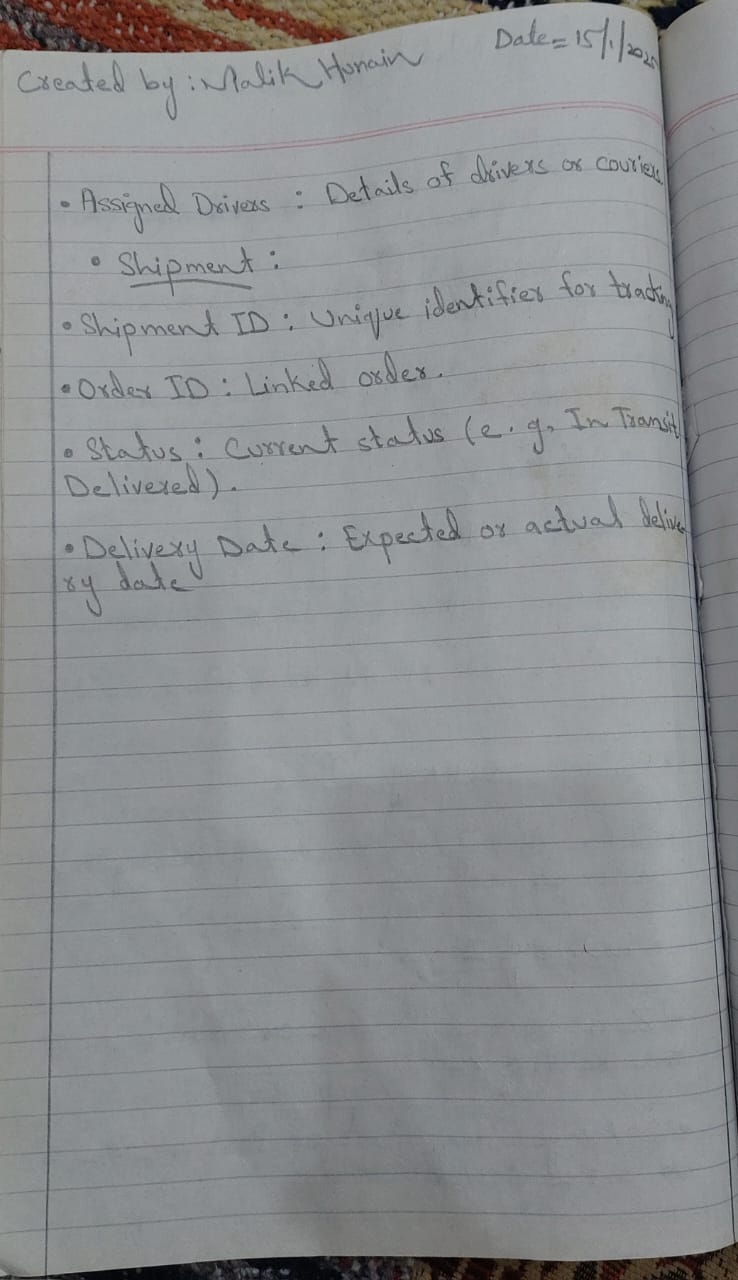 Created by : Malik Hunain
Date = 15/1/2025
• Assigned Drivers : Details of drivers or couriers
• Shipment :
• Shipment ID : Unique identifier for tracking
• Order ID : Linked order.
• Status : Current status (e.g, In Transit
Delivered).
• Delivery Date : Expected or actual delive
ry date